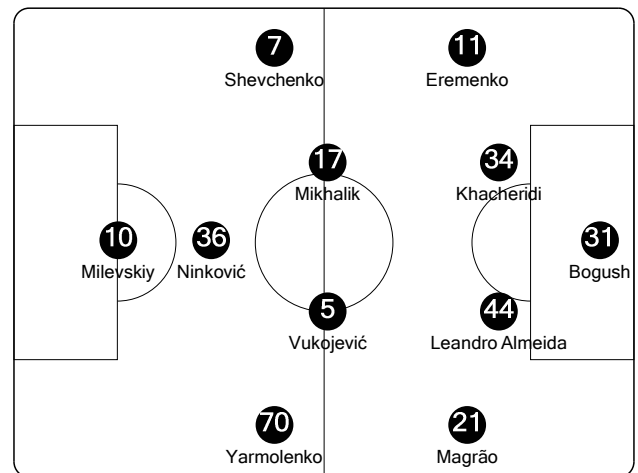 7
Shevchenko
11
Eremenko
17
Mikhalik
34
Khacheridi
10
Milevskiy
36
Ninković
31
Bogush
5
Vukojević
44
Leandro Almeida
70
Yarmolenko
21
Magrão